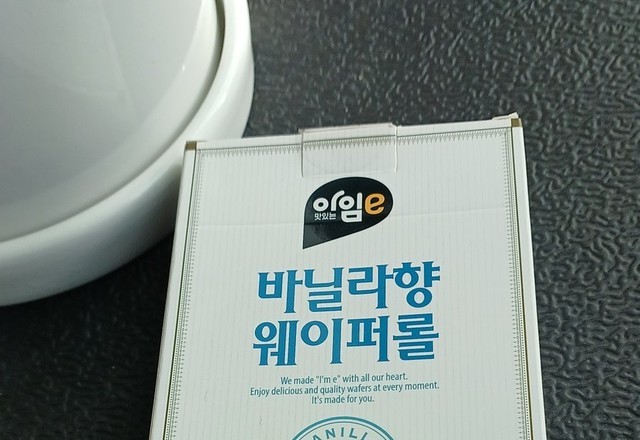 아임e
맛있는
바닐라향
웨이퍼롤
We made "I'm e" with all our heart.
Enjoy delicious and quality wafers at every moment.
It's made for you.
ANILL